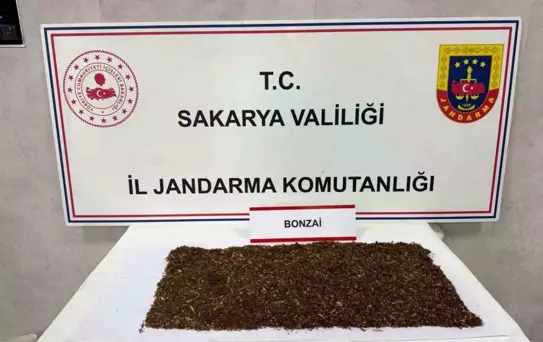 T.C.
SAKARYA VALİLİĞİ
İL JANDARMA KOMUTANLIĞI
JANDARMA
BONZAİ